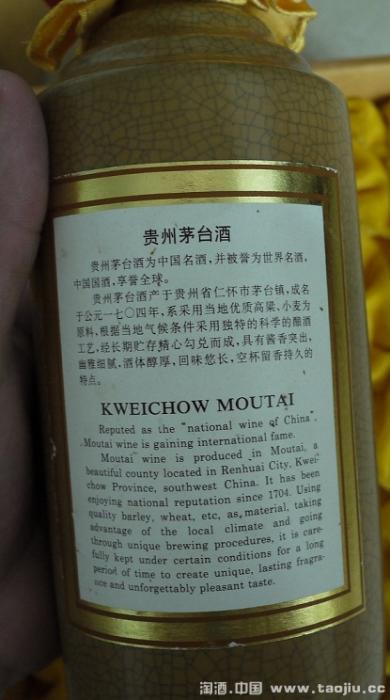 贵州茅台酒
贵州茅台酒为中国名酒,并被誉为世界名酒,
中国国酒,享誉全球。
贵州茅台酒产于贵州省仁怀市茅台镇,成名
于公元一七〇四年,系采用当地优质高粱、小麦为
原料,根据当地气候条件采用独特的科学的酿酒
工艺,经长期贮存精心勾兑而成,具有酱香突出,
幽雅细腻,酒体醇厚,回味悠长,空杯留香持久的
特点。
KWEICHOW MOUTAI
Reputed as the "national wine of China",
Moutai wine is gaining international fame.
Moutai wine is produced in Moutai, a
beautiful county located in Renhuai City, Kwei-
chow Province, southwest China. It has been
enjoying national reputation since 1704. Using
quality barley, wheat, etc, as material, taking
advantage of the local climate and going
through unique brewing procedures, it is care-
fully kept under certain conditions for a long
period of time to create unique, lasting fragra-
nce and unforgettably pleasant taste.
淘酒.中国 www.taojiu.cc